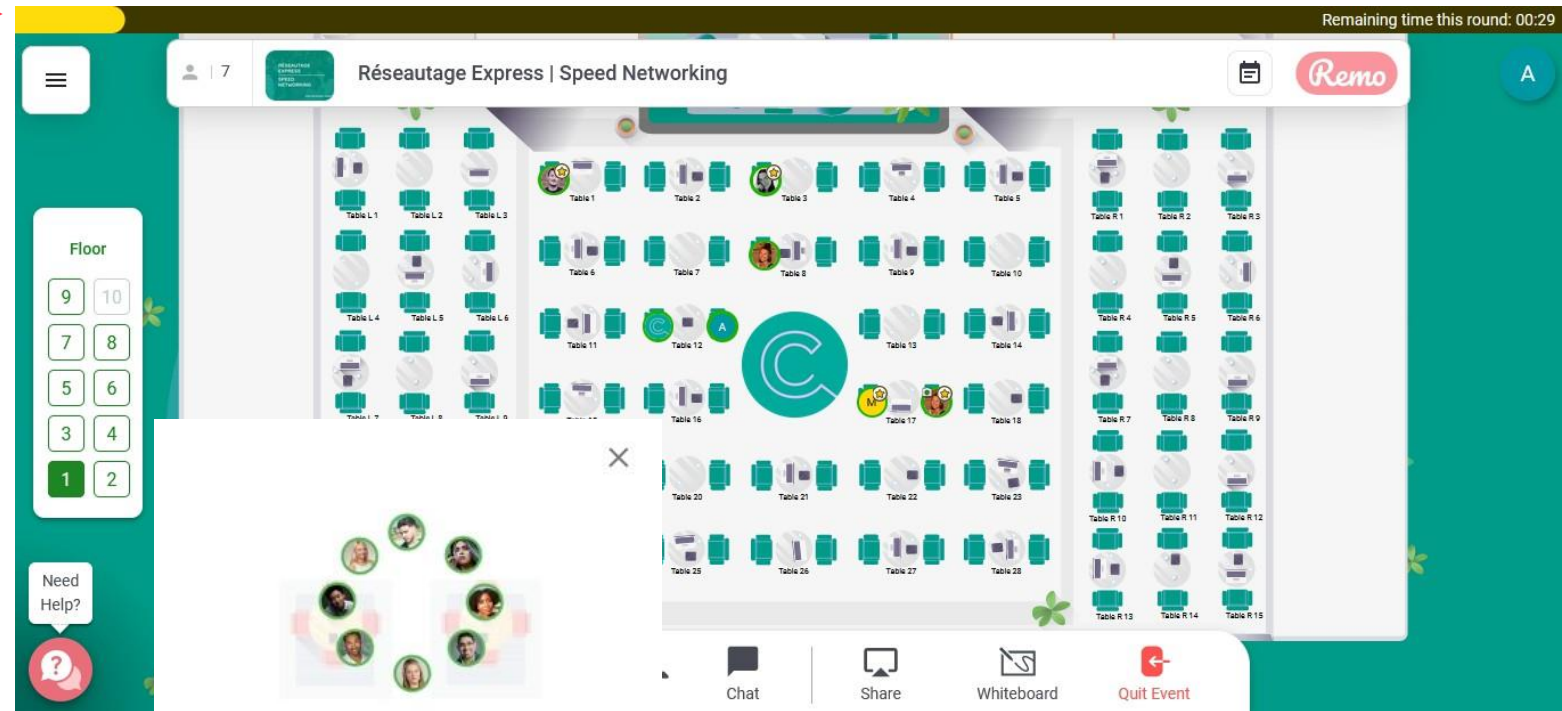 Remaining time this round: 00:29
7
RÉSEAUTAGE
EXPRESS
SPEED
NETWORKING
Réseautage Express | Speed Networking
Remo
A
Table L 1
Table L 2
Table L 3
Table 1
Table 2
Table 3
Table 4
Table 5
Table R 1
Table R 2
Table R 3
Floor
9
10
7
8
5
6
3
4
1
2
Table 6
Table 7
Table 8
Table 9
Table 10
Table L 4
Table L 5
Table L 6
Table R 4
Table R 5
Table R 6
C
A
C
Table 11
Table 12
Table 13
Table 14
M
Table L 7
Table L 8
Table L 9
Table 16
Table 17
Table 18
Table R 7
Table R 8
Table R 9
Table 20
Table 21
Table 22
Table 23
Table R 10
Table R 11
Table R 12
Table 25
Table 26
Table 27
Table 28
Table R 13
Table R 14
Table R 15
Need
Help?
?
Chat
Share
Whiteboard
Quit Event